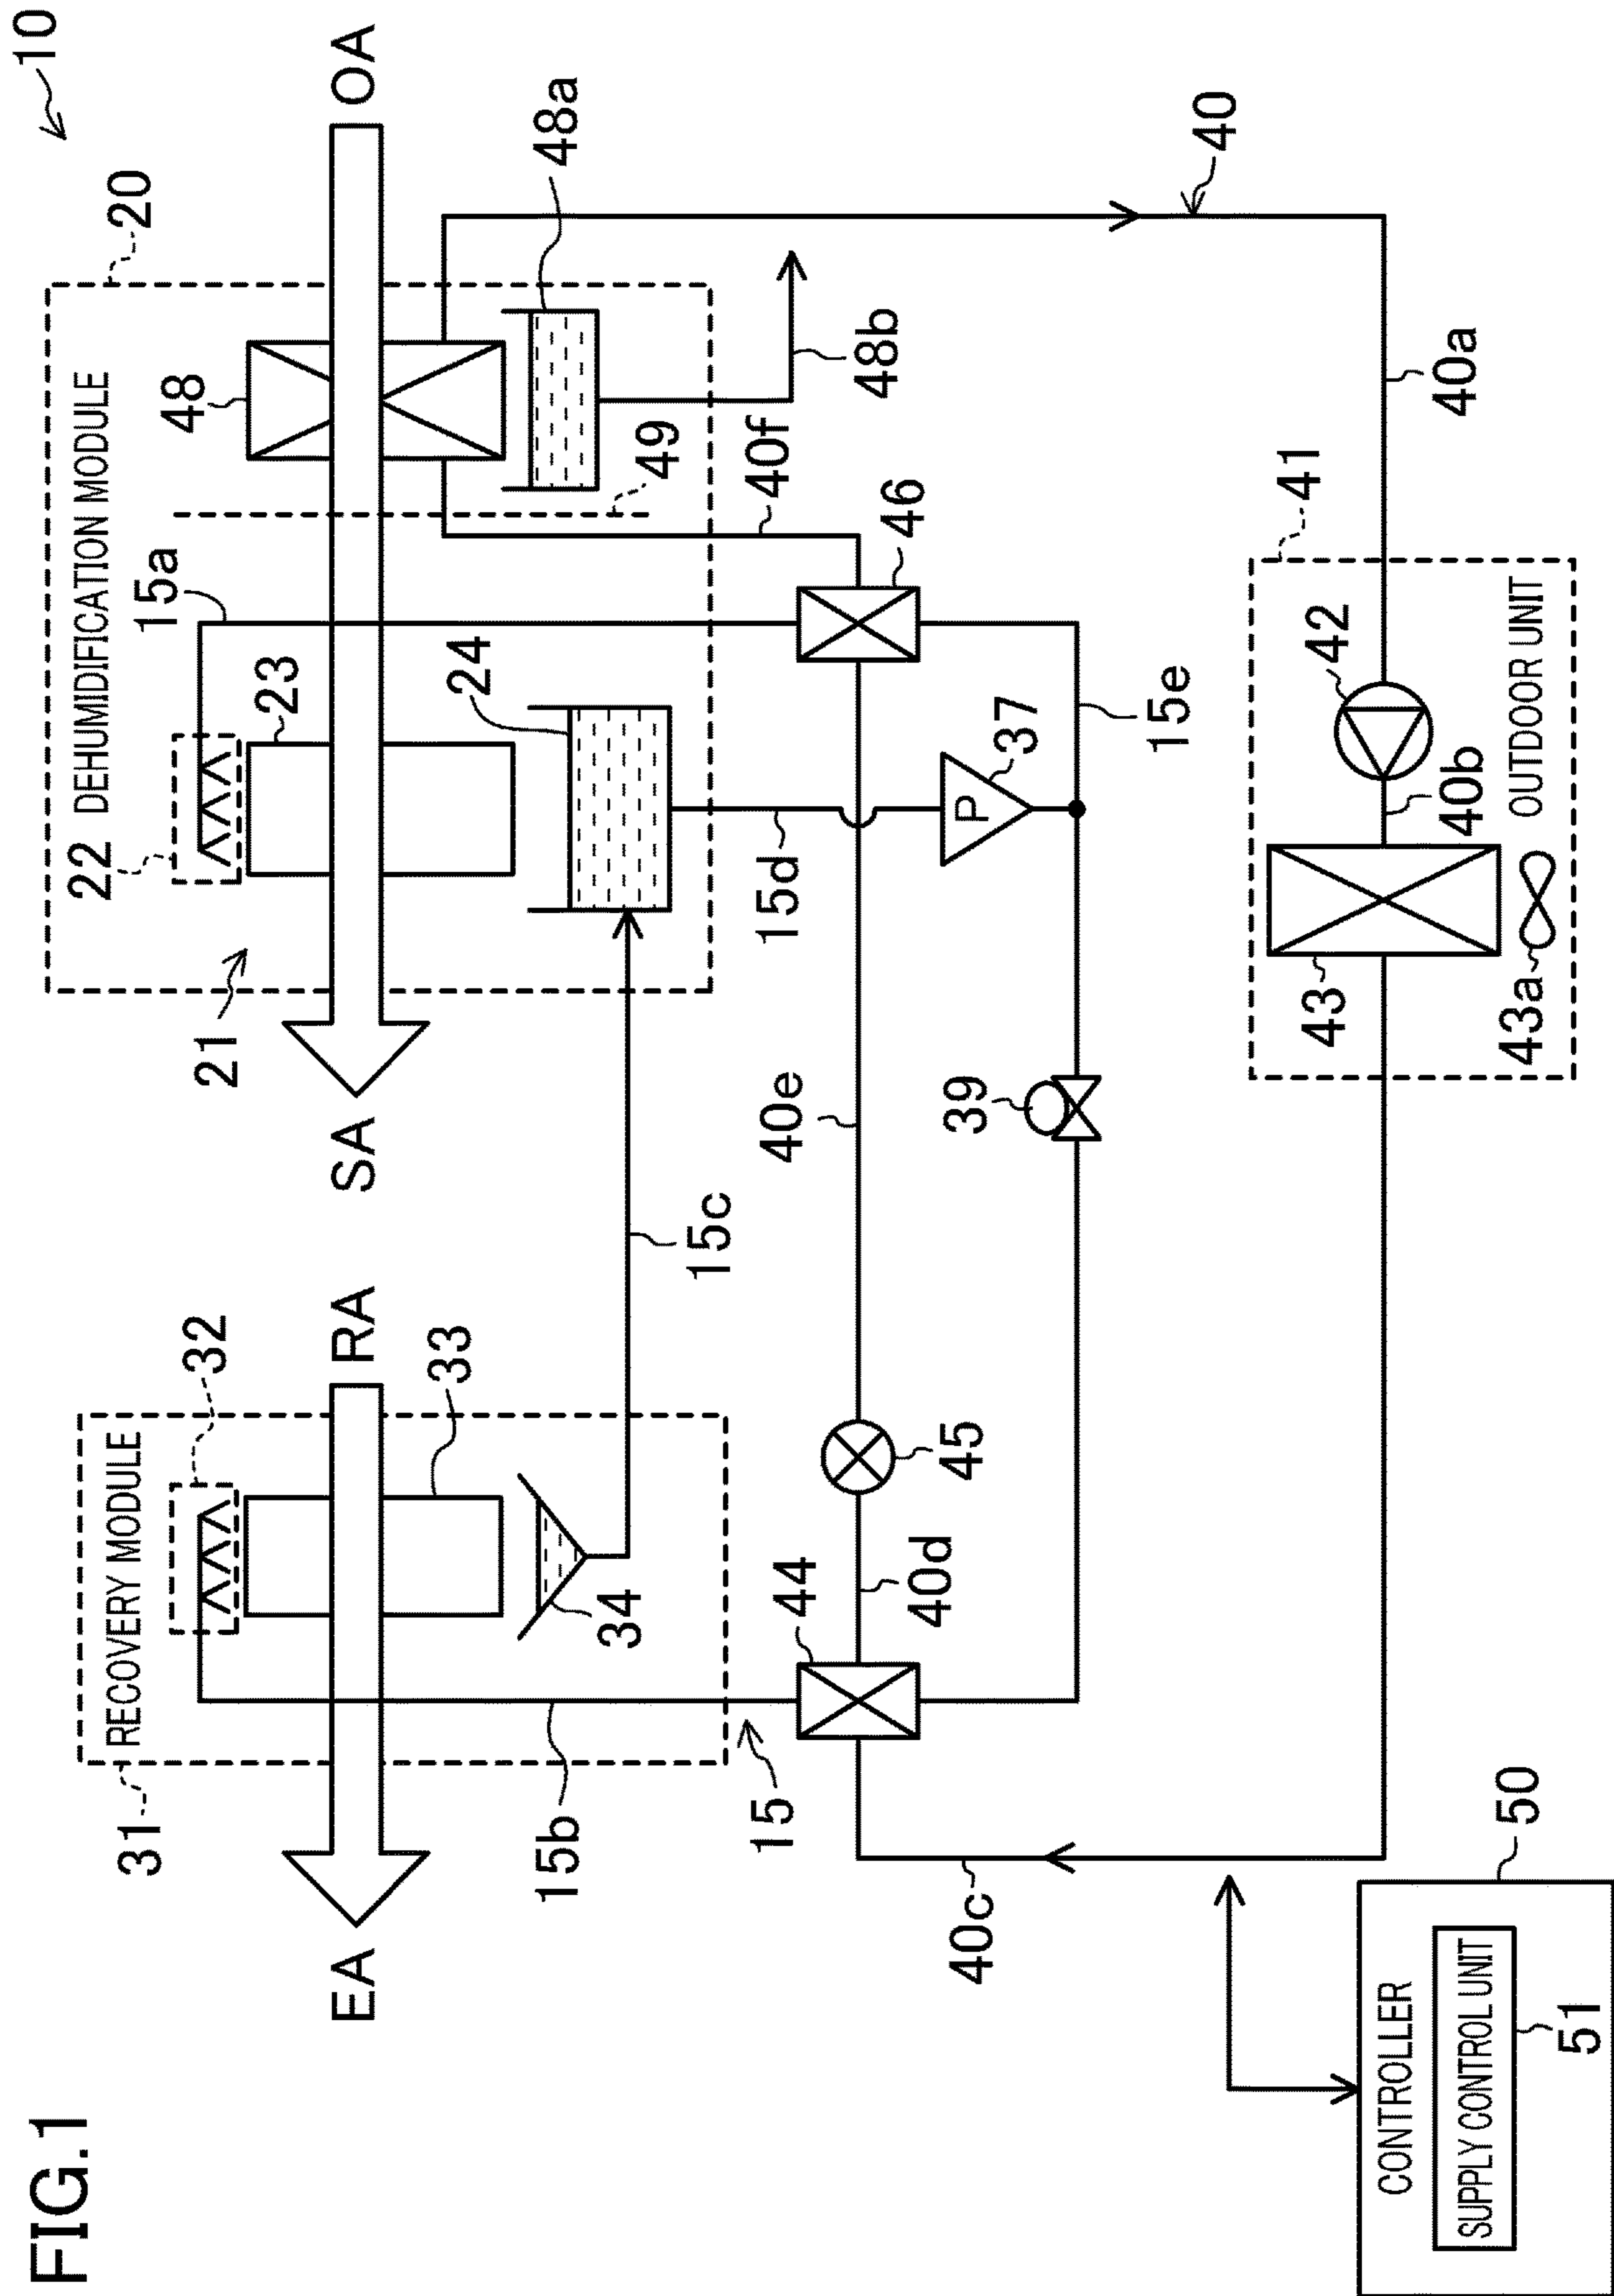 FIG.1
10
20
DEHUMIDIFICATION MODULE
OA
48
48a
48b
49
15a
22
23
24
21
SA
40f
46
40
40a
41
OUTDOOR UNIT
42
40b
43
43a
37
P
15e
15d
15c
40e
39
RA
32
33
31
RECOVERY MODULE
34
45
40d
44
15
15b
EA
40c
50
CONTROLLER
SUPPLY CONTROL UNIT
51